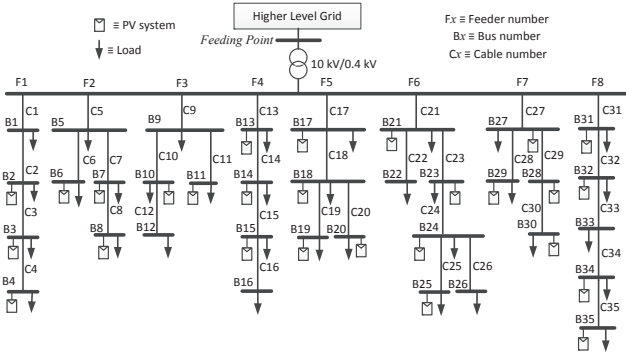 Higher Level Grid
≡ PV system
≡ Load
Feeding Point
10 kV/0.4 kV
Fx ≡ Feeder number
Bx ≡ Bus number
Cx ≡ Cable number
F1 F2 F3 F4 F5 F6 F7 F8
C1 C5 C9 C13 C17 C21 C27 C31
B1 B5 B9 B13 B17 B21 B27 B31
C2 C6 C7 C10 C11 C14 C18 C22 C23 C28 C29 C32
B2 B6 B7 B10 B11 B14 B18 B22 B23 B29 B28 B32
C3 C8 C12 C15 C19 C20 C24 C30 C33
B3 B8 B12 B15 B19 B20 B24 B30 B33
C4 C16 C25 C26 C34
B4 B16 B25 B26 B34
C35
B35